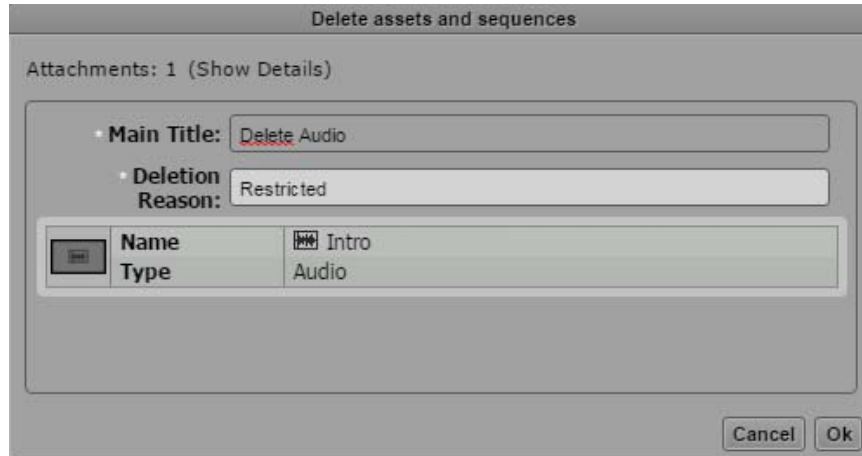 Delete assets and sequences
Attachments: 1 (Show Details)
Main Title: Delete Audio
Deletion Reason: Restricted
Name Intro
Type Audio
Cancel Ok